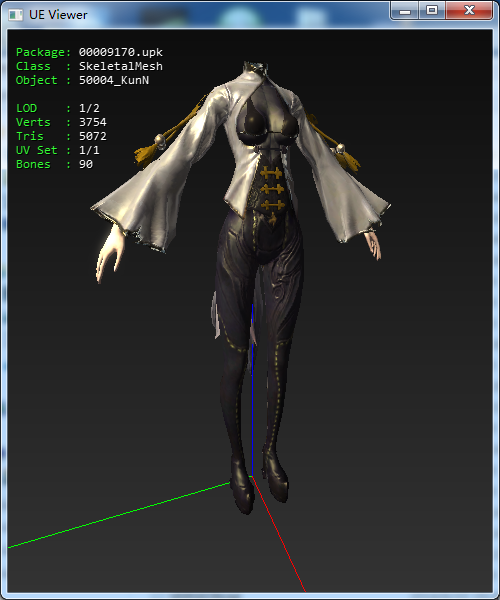 UE Viewer
Package: 00009170.upk
Class : SkeletalMesh
Object : 50004_KunN
LOD : 1/2
Verts : 3754
Tris : 5072
UV Set : 1/1
Bones : 90